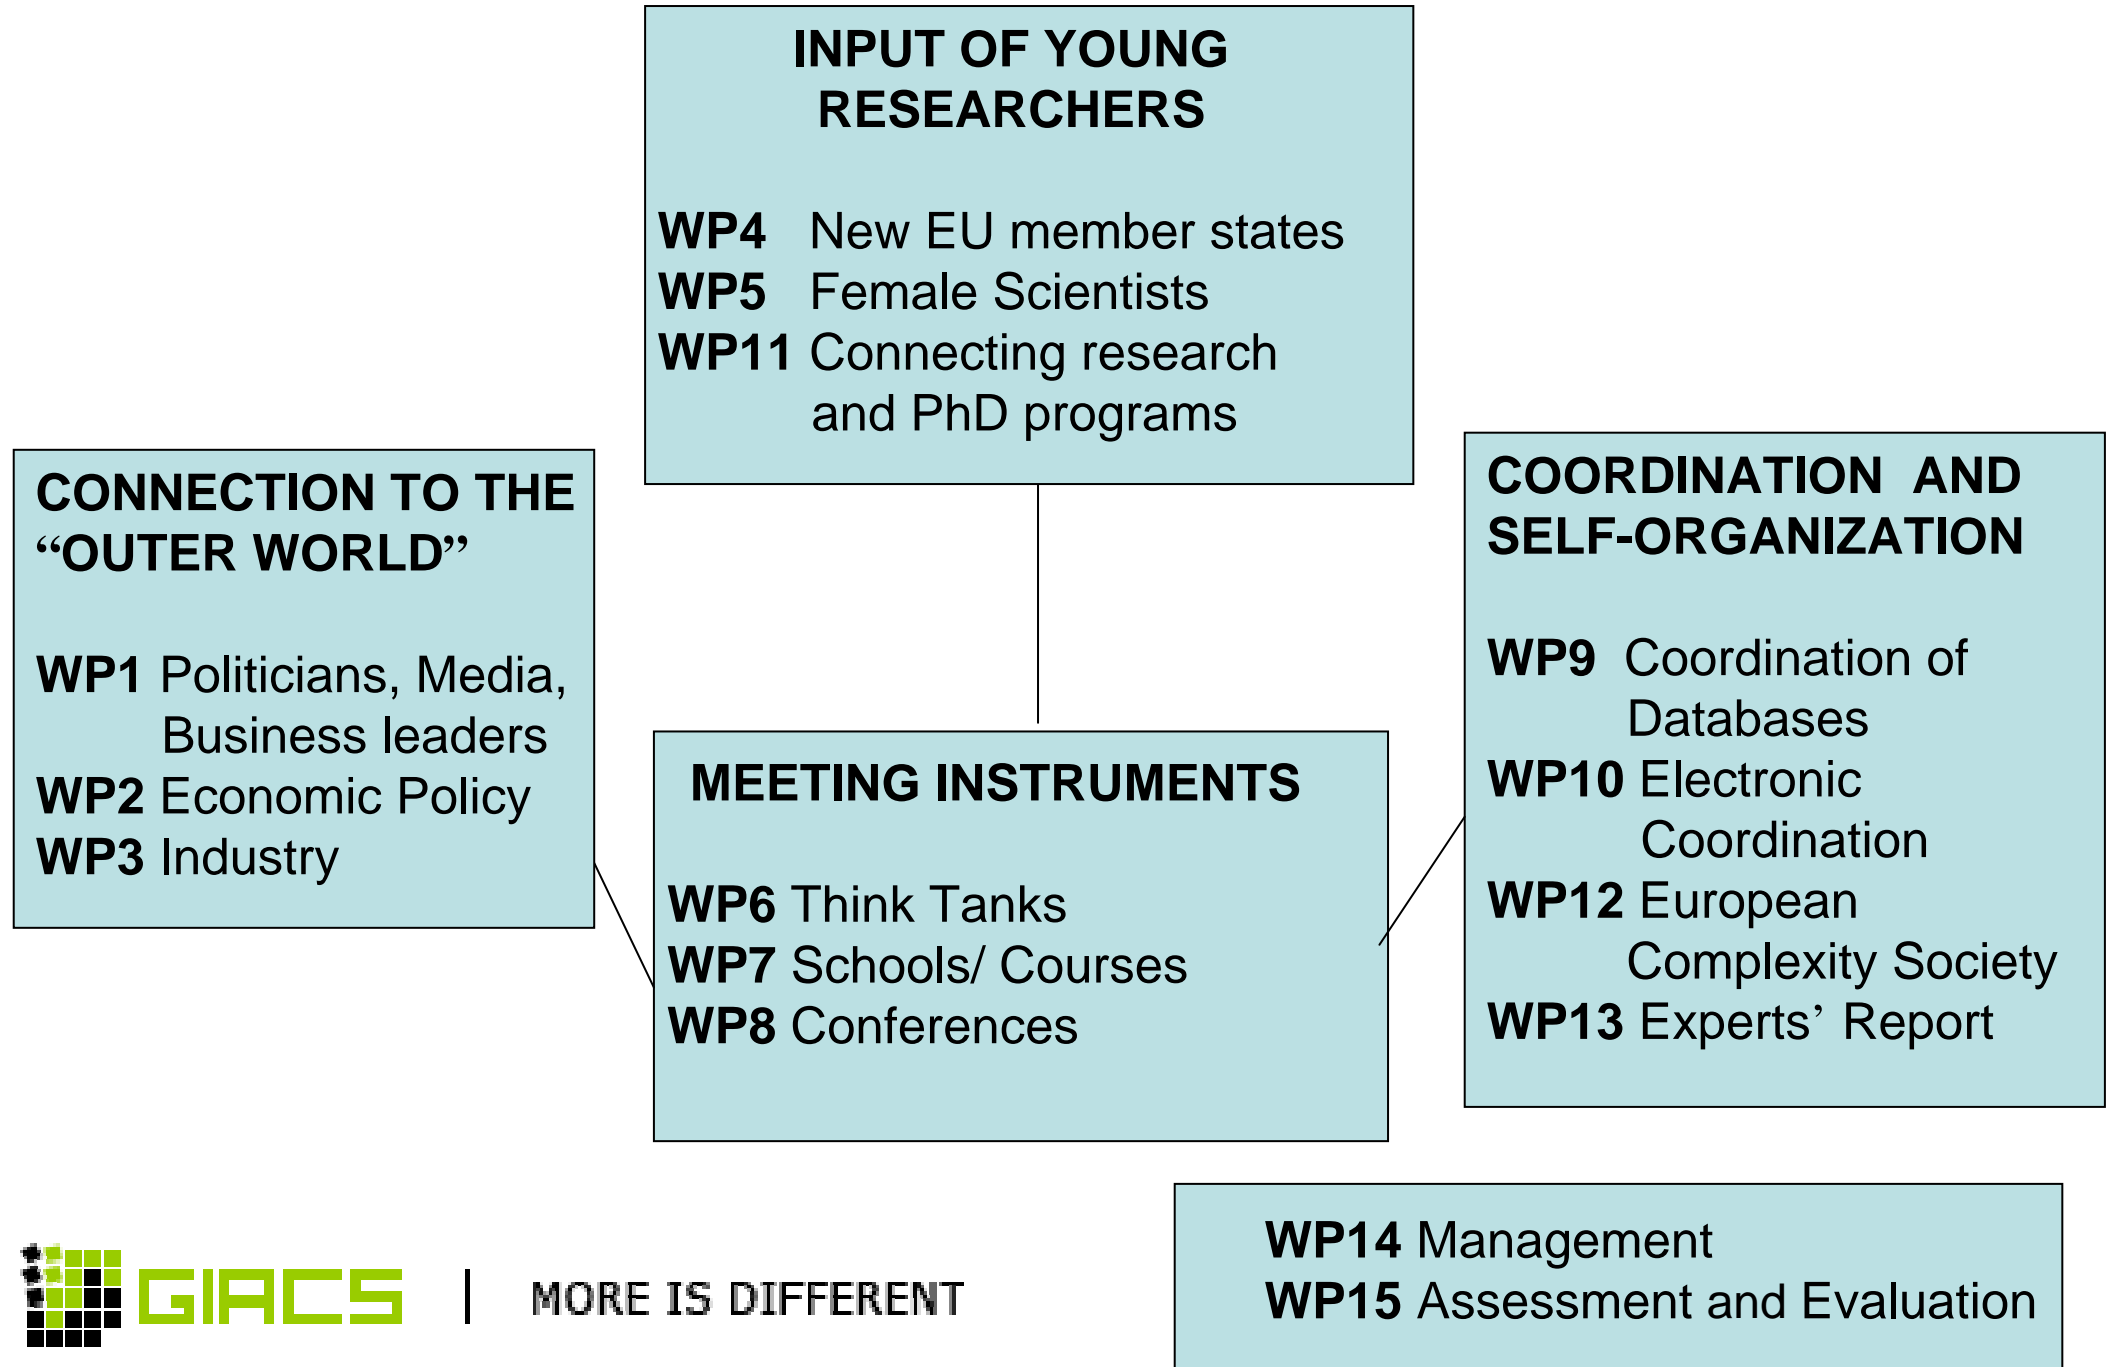 INPUT OF YOUNG
RESEARCHERS
WP4 New EU member states
WP5 Female Scientists
WP11 Connecting research
and PhD programs
CONNECTION TO THE
“OUTER WORLD”
WP1 Politicians, Media,
Business leaders
WP2 Economic Policy
WP3 Industry
MEETING INSTRUMENTS
WP6 Think Tanks
WP7 Schools/ Courses
WP8 Conferences
COORDINATION AND
SELF-ORGANIZATION
WP9 Coordination of
Databases
WP10 Electronic
Coordination
WP12 European
Complexity Society
WP13 Experts’ Report
WP14 Management
WP15 Assessment and Evaluation
GIACS | MORE IS DIFFERENT